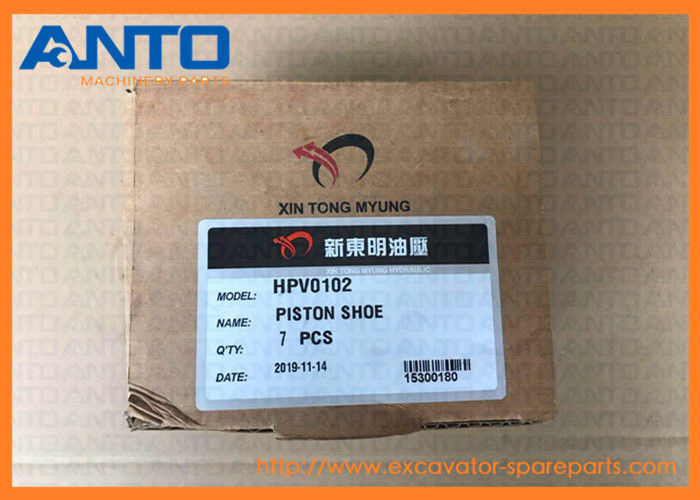 ANTO
MACHINERY PARTS
XIN TONG MYUNG
新東明油壓
XIN TONG MYUNG HYDRAULIC
MODEL: HPV0102
NAME: PISTON SHOE
Q'TY: 7 PCS
DATE: 2019-11-14
15300180
http://www.excavator-spareparts.com